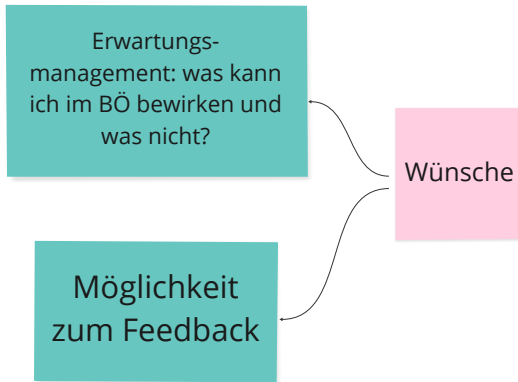 Erwartungs-
management: was kann
ich im BÖ bewirken und
was nicht?
Wünsche
Möglichkeit
zum Feedback